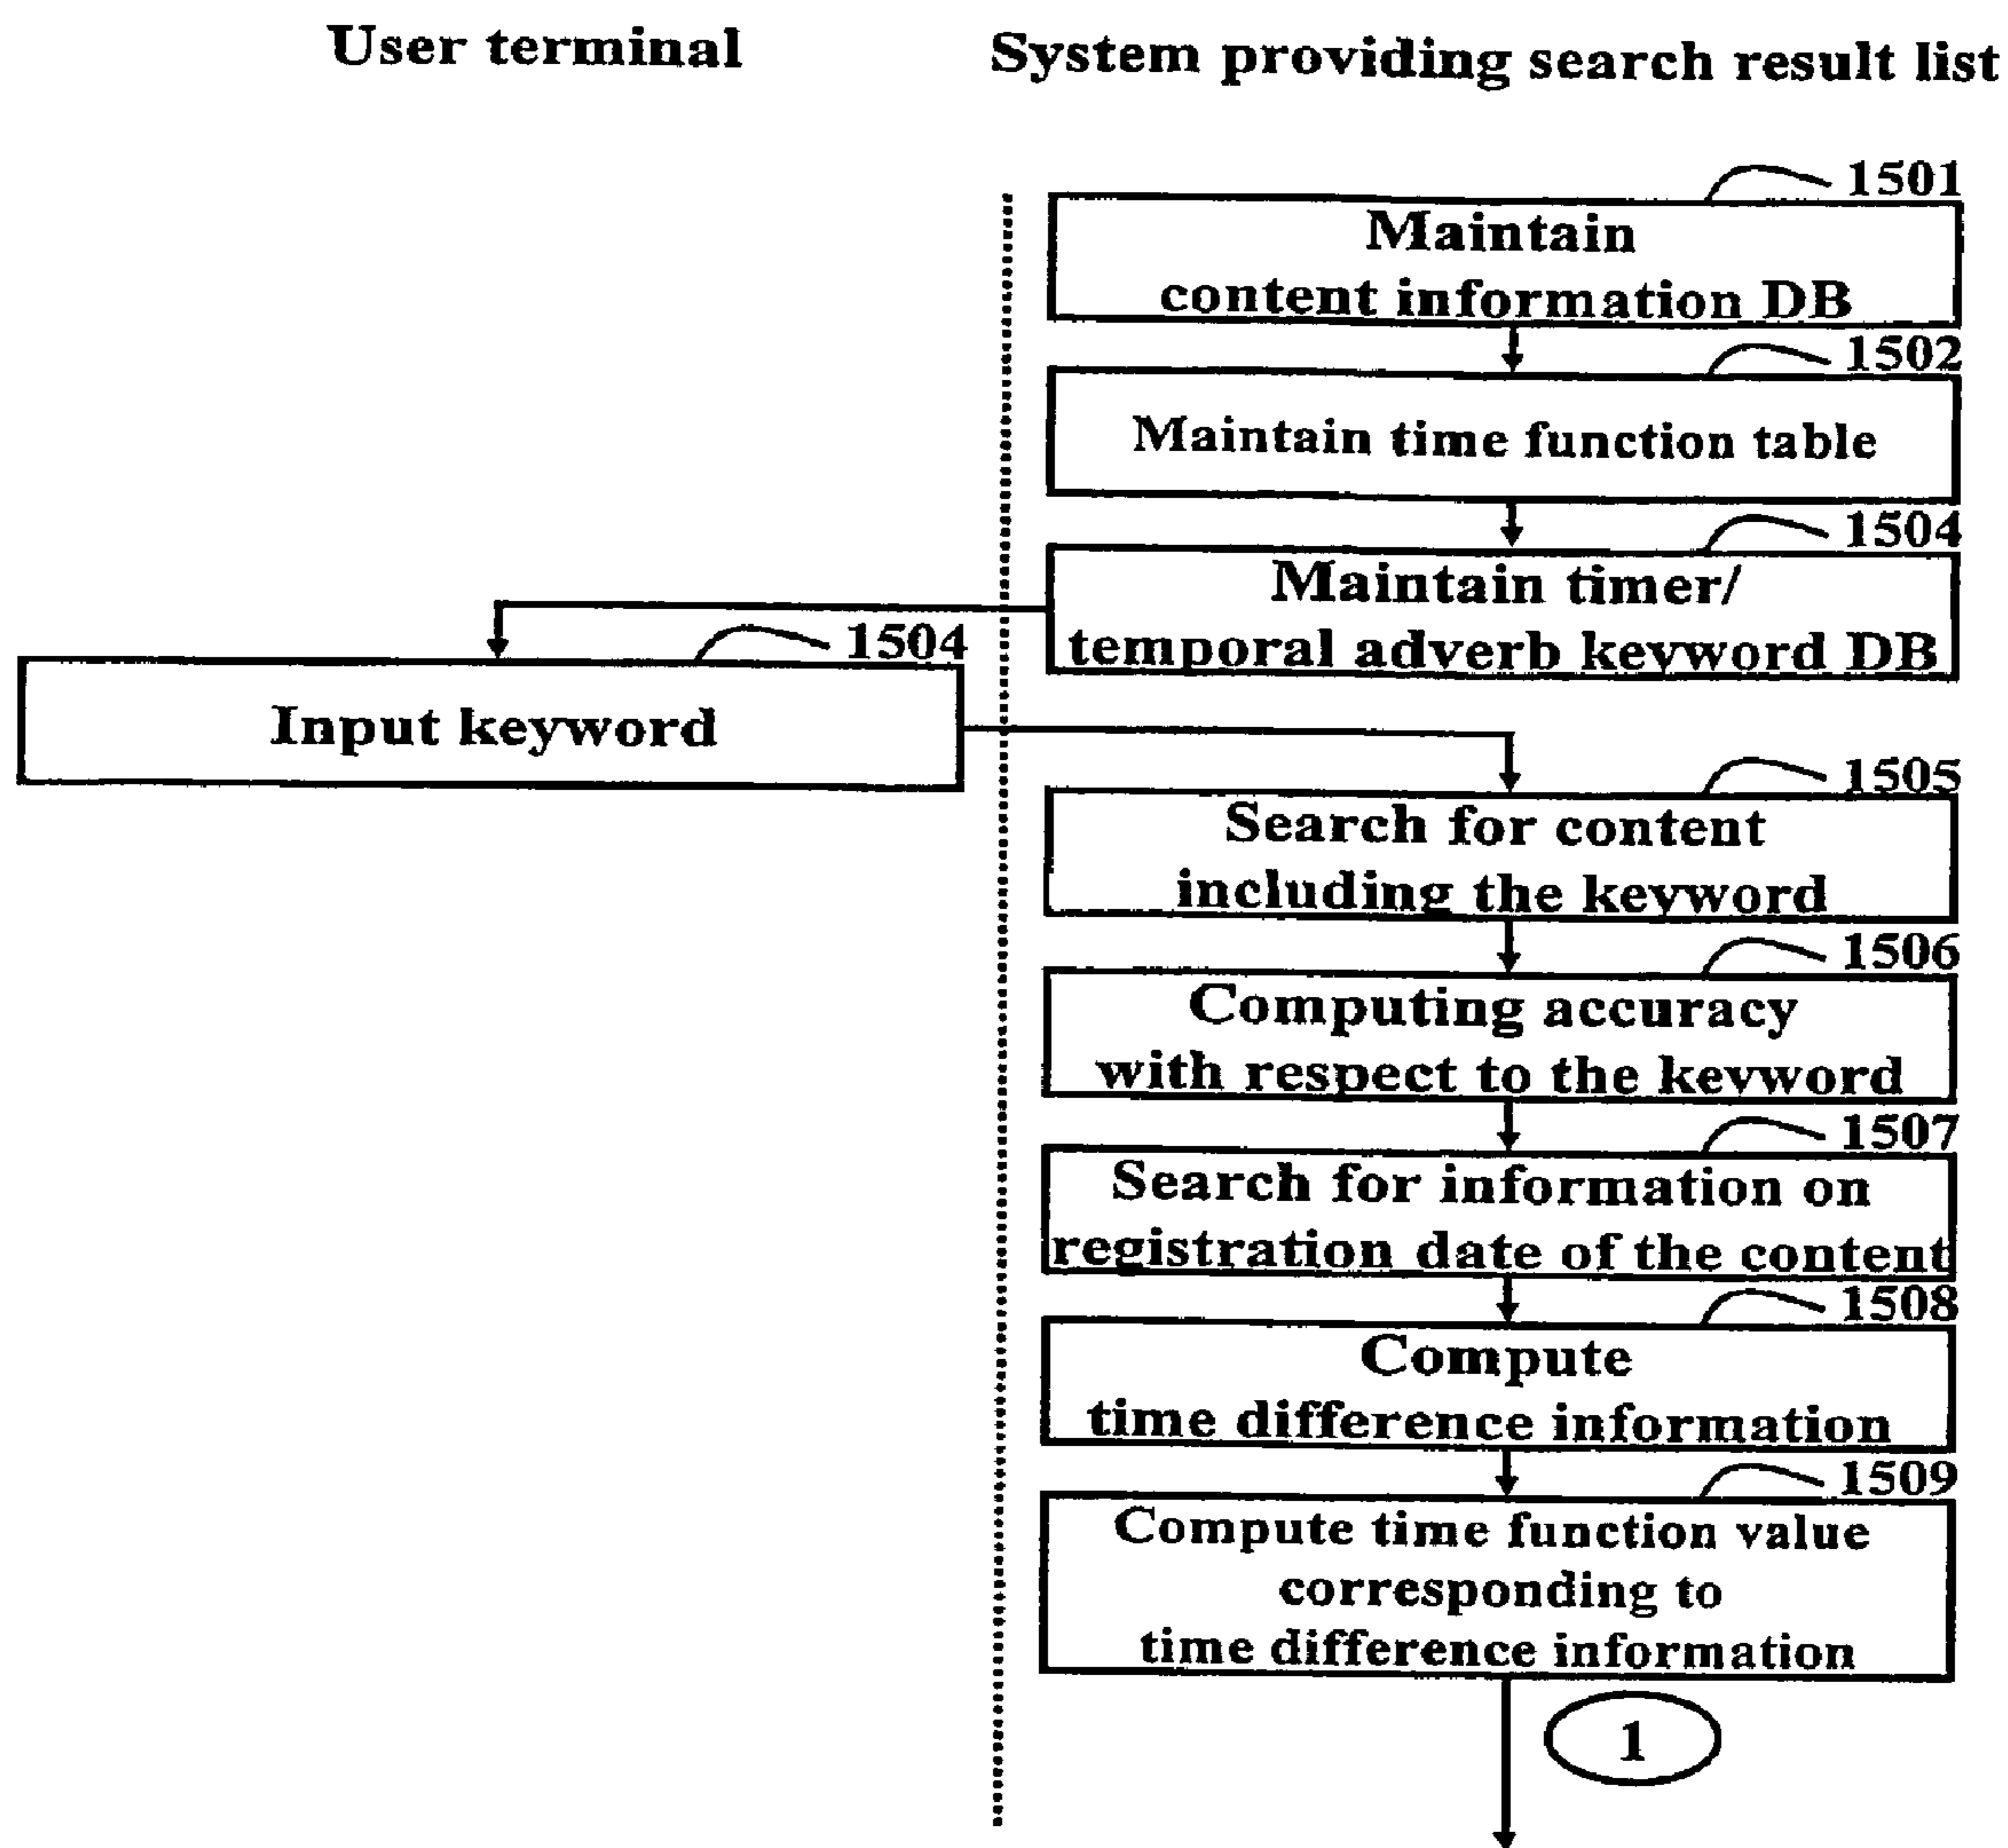 User terminal
System providing search result list
1501
Maintain
content information DB
1502
Maintain time function table
1504
Maintain timer/
temporal adverb keyword DB
1504
Input keyword
1505
Search for content
including the keyword
1506
Computing accuracy
with respect to the keyword
1507
Search for information on
registration date of the content
1508
Compute
time difference information
1509
Compute time function value
corresponding to
time difference information
1